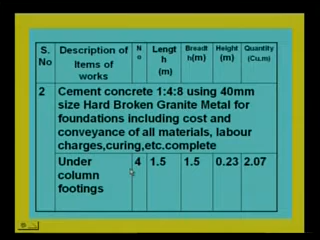 S. No Description of Items of works No Length (m) Breadth(m) Height (m) Quantity (Cu.m)
2 Cement concrete 1:4:8 using 40mm
size Hard Broken Granite Metal for
foundations including cost and
conveyance of all materials, labour
charges,curing,etc.complete
Under column footings 4 1.5 1.5 0.23 2.07